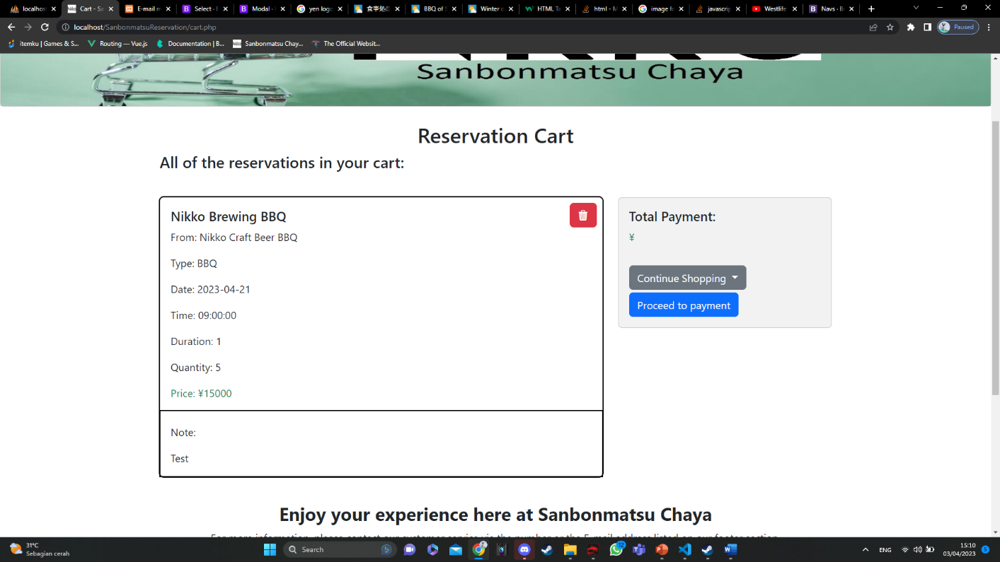 localhost
Cart - Sa
E-mail m
Select · B
Modal ·
yen logo
食事処の
BBQ of S
Winter c
HTML Ta
html - M
image fo
javascrip
Westlife
Navs · Bo
localhost/SanbonmatsuReservation/cart.php
Paused
itemku | Games & S...
Routing — Vue.js
Documentation | B...
Nikko
Sanbonmatsu Chay...
The Official Websit...
Sanbonmatsu Chaya
Reservation Cart
All of the reservations in your cart:
Nikko Brewing BBQ
From: Nikko Craft Beer BBQ
Type: BBQ
Date: 2023-04-21
Time: 09:00:00
Duration: 1
Quantity: 5
Price: ¥15000
Note:
Test
Total Payment:
¥
Continue Shopping
Proceed to payment
Enjoy your experience here at Sanbonmatsu Chaya
31°C
Sebagian cerah
Search
12
ENG
15:10
03/04/2023
5